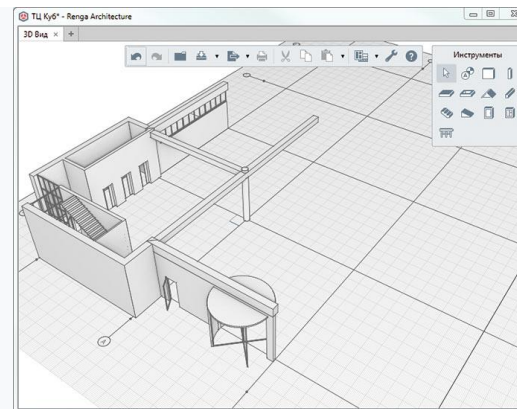 ТЦ Куб* - Renga Architecture
3D Вид × +
Инструменты